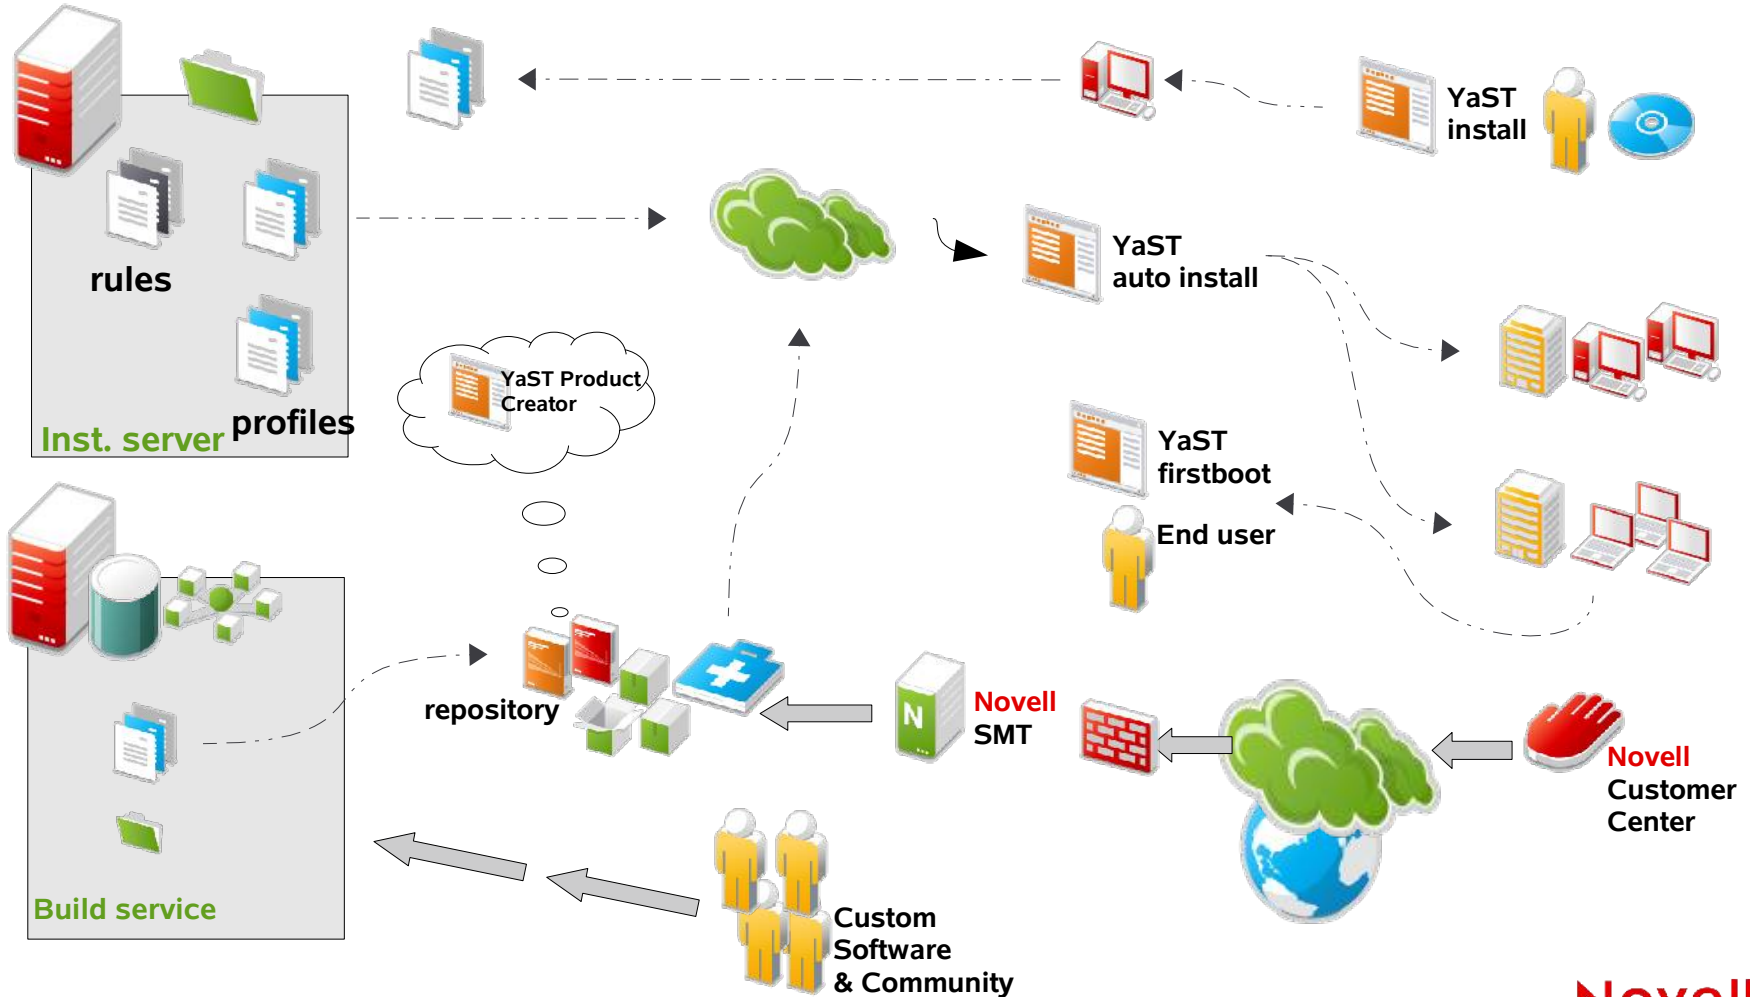 YaST
install
rules
YaST
auto install
YaST Product
Creator
profiles
Inst. server
YaST
firstboot
End user
repository
Novell
SMT
N
Novell
Customer
Center
Build service
Custom
Software
& Community
Novell